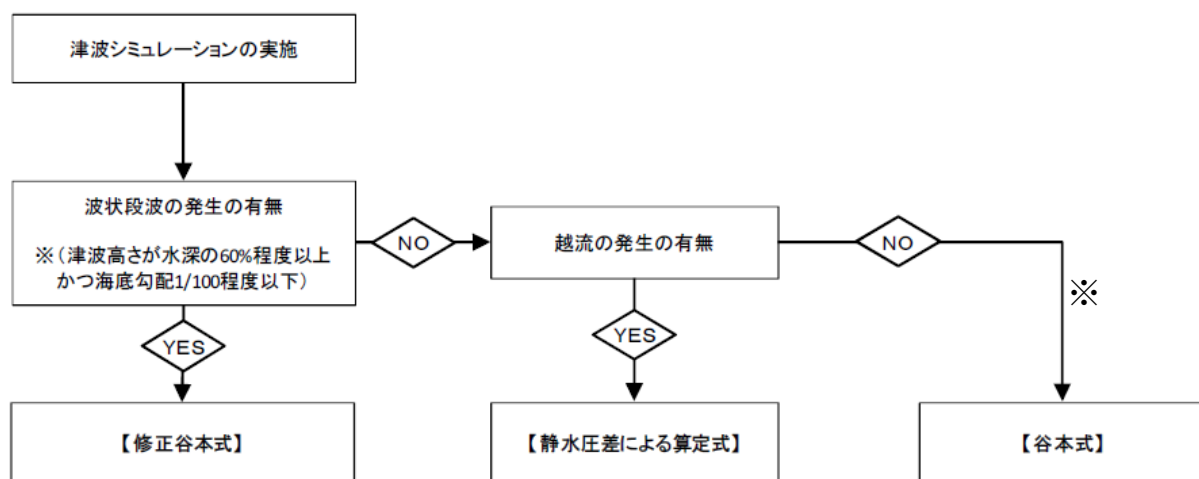 津波シミュレーションの実施
波状段波の発生の有無
※(津波高さが水深の60%程度以上
かつ海底勾配1/100程度以下)
NO
越流の発生の有無
NO
※
YES
YES
【修正谷本式】
【静水圧差による算定式】
【谷本式】